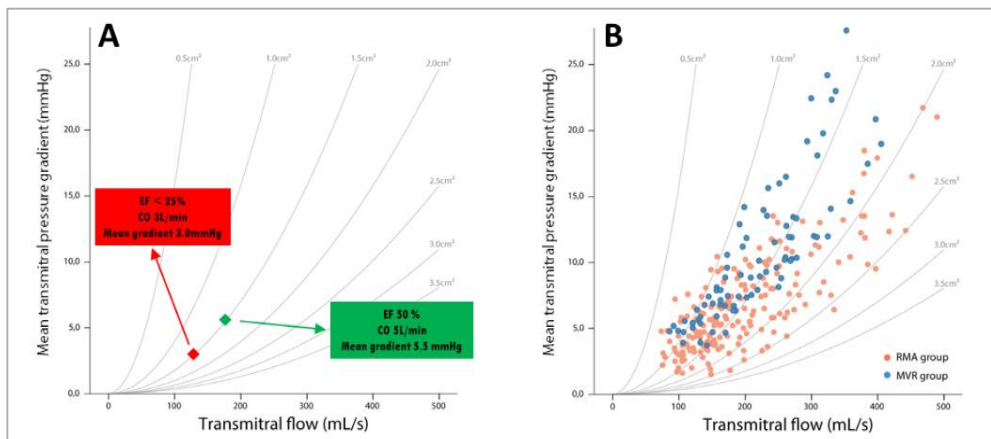 A
Mean transmitral pressure gradient (mmHg)
25,0
20,0
15,0
10,0
5,0
0,0
0.5cm²
1.0cm²
1.5cm²
2.0cm²
2.5cm²
3.0cm²
3.5cm²
EF < 25%
CO 3L/min
Mean gradient 3.0mmHg
EF 50 %
CO 5L/min
Mean gradient 5.5 mmHg
0 100 200 300 400 500
Transmitral flow (mL/s)
B
Mean transmitral pressure gradient (mmHg)
25,0
20,0
15,0
10,0
5,0
0,0
0.5cm²
1.0cm²
1.5cm²
2.0cm²
2.5cm²
3.0cm²
3.5cm²
RMA group
MVR group
0 100 200 300 400 500
Transmitral flow (mL/s)